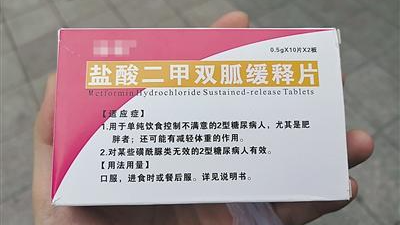 0.5gX10片X2板
盐酸二甲双胍缓释片
Metformin Hydrochloride Sustained-release Tablets
【适应症】
1.用于单纯饮食控制不满意的2型糖尿病人，尤其是肥
胖者；还可能有减轻体重的作用。
2.对某些磺酰脲类无效的2型糖尿病人有效。
【用法用量】
口服，进食时或餐后服。详见说明书。